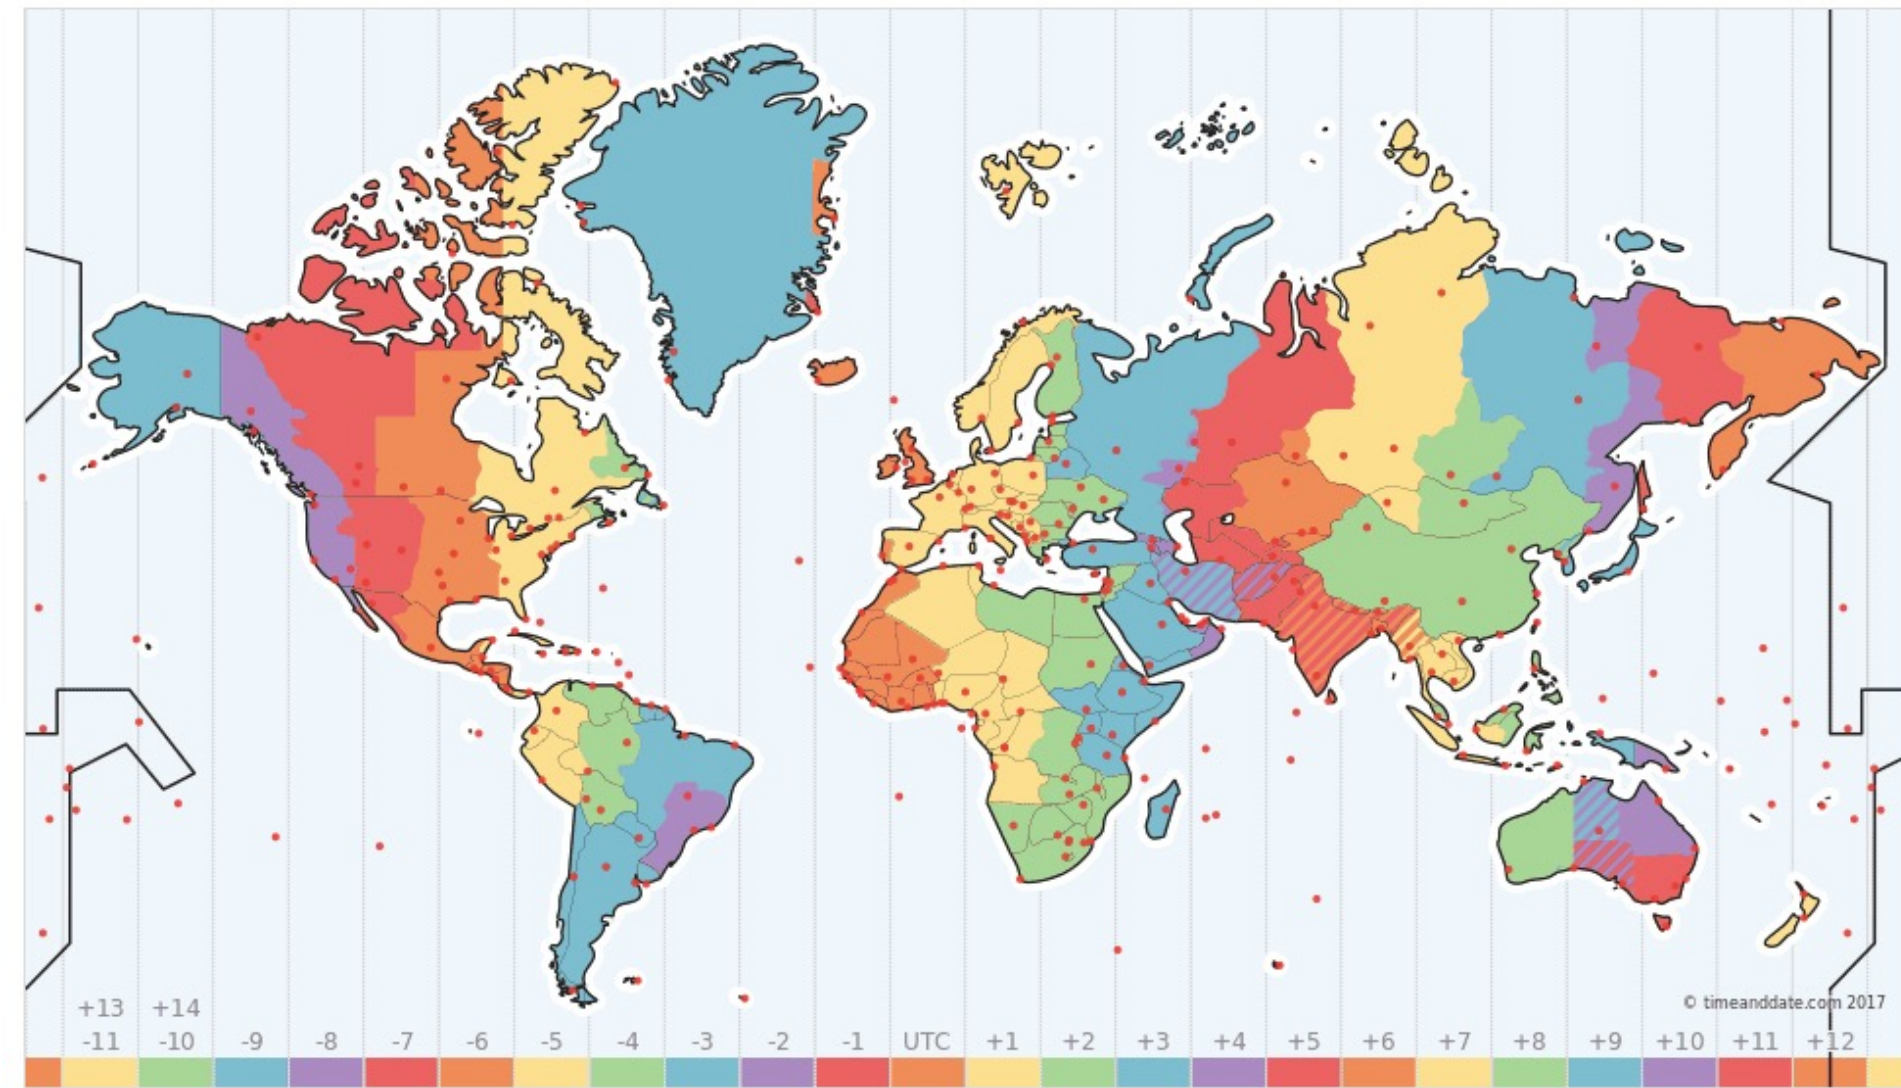 © timeanddate.com 2017
+13 +14
-11 -10 -9 -8 -7 -6 -5 -4 -3 -2 -1 UTC +1 +2 +3 +4 +5 +6 +7 +8 +9 +10 +11 +12